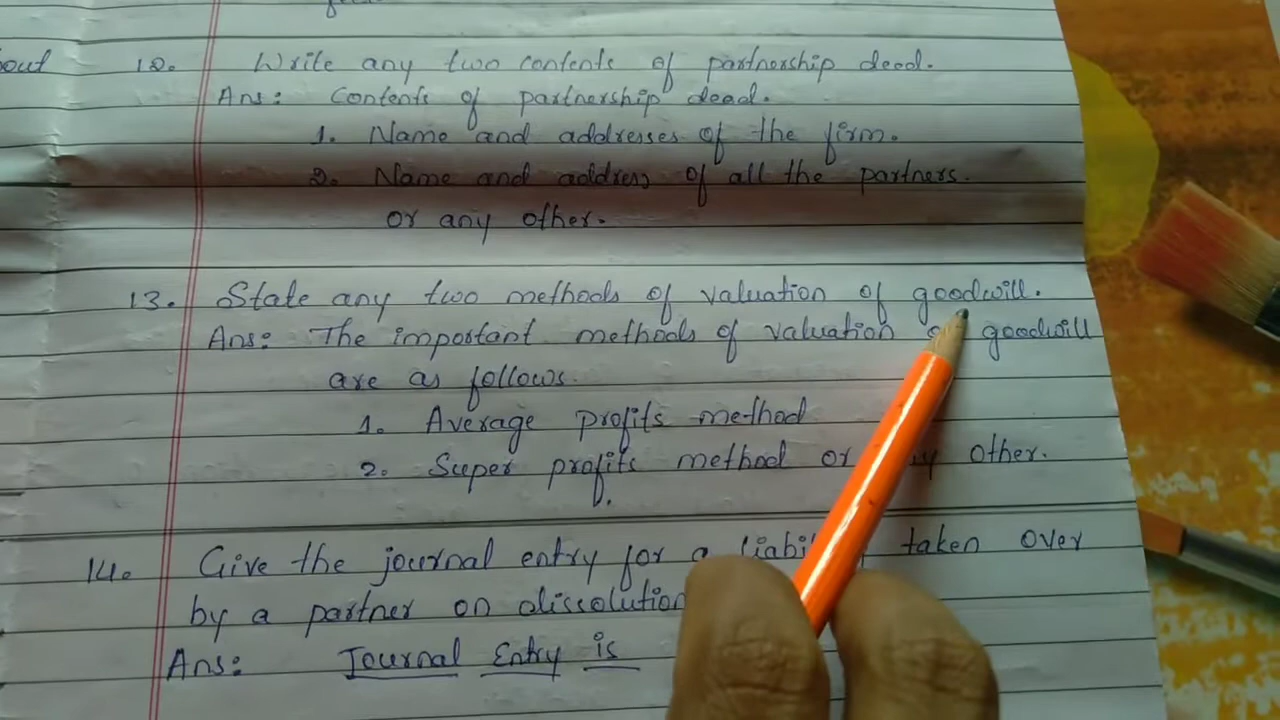 out
12. Write any two contents of partnership dead.
Ans: Contents of partnership dead.
1. Name and addresses of the firm.
2. Name and address of all the partners.
or any other.
13. State any two methods of valuation of goodwill.
Ans: The important methods of valuation goodwill
are as follows.
1. Average profits method
2. Super profits method or other.
14. Give the journal entry for a taken over
by a partner on dissolution
Ans: Journal Entry is